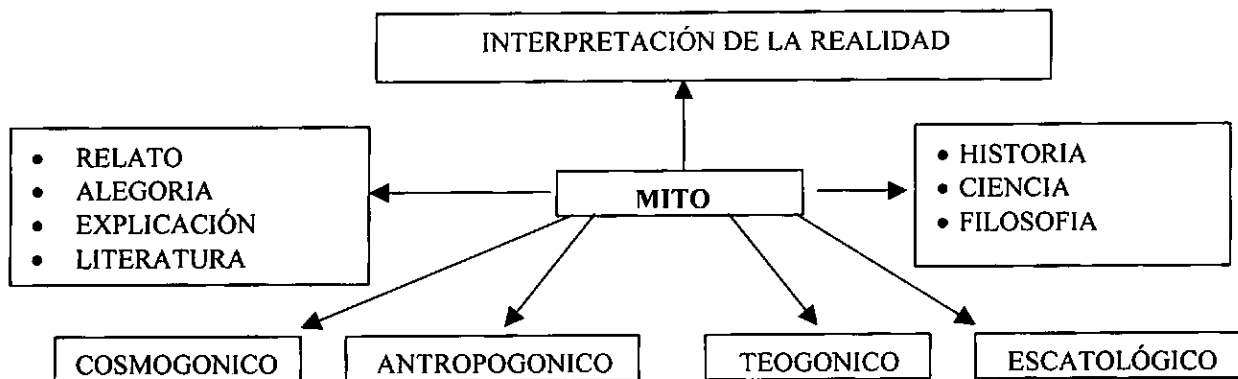 INTERPRETACIÓN DE LA REALIDAD
• RELATO
• ALEGORIA
• EXPLICACIÓN
• LITERATURA
MITO
• HISTORIA
• CIENCIA
• FILOSOFIA
COSMOGONICO
ANTROPOGONICO
TEOGONICO
ESCATOLÓGICO